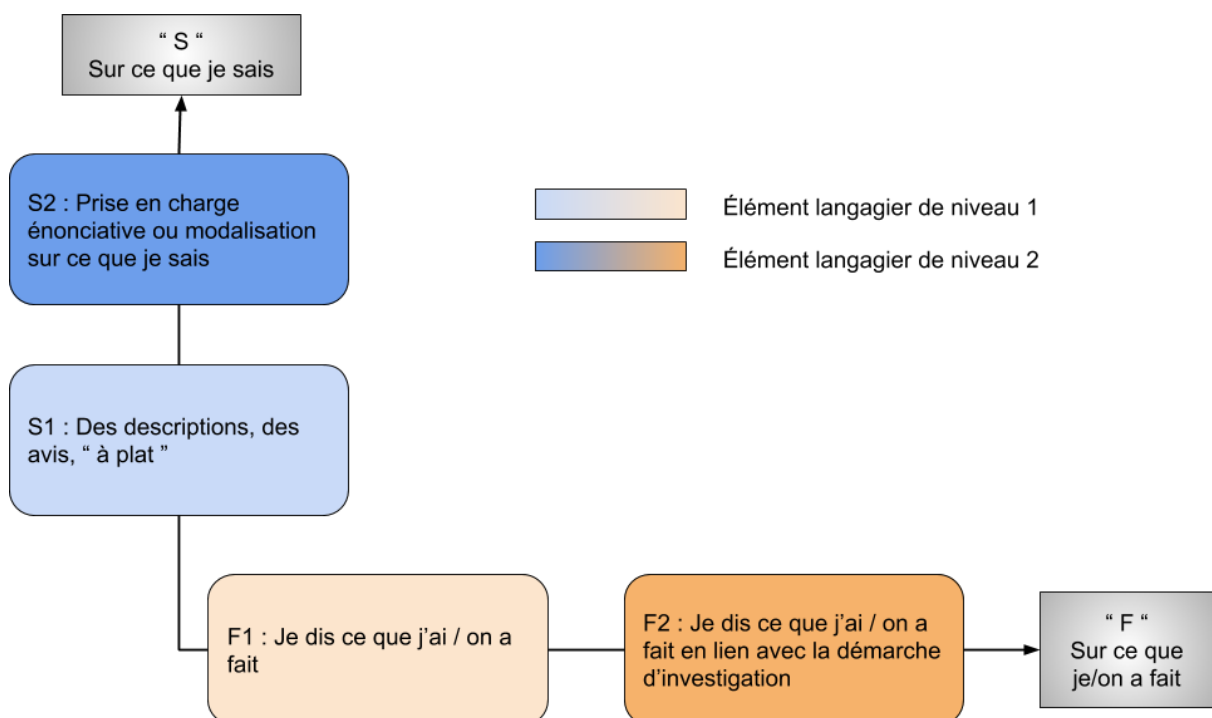 “ S “
Sur ce que je sais
S2 : Prise en charge
énonciative ou modalisation
sur ce que je sais
Élément langagier de niveau 1
Élément langagier de niveau 2
S1 : Des descriptions, des
avis, “ à plat ”
F1 : Je dis ce que j’ai / on a
fait
F2 : Je dis ce que j’ai / on a
fait en lien avec la démarche
d’investigation
“ F “
Sur ce que
je/on a fait